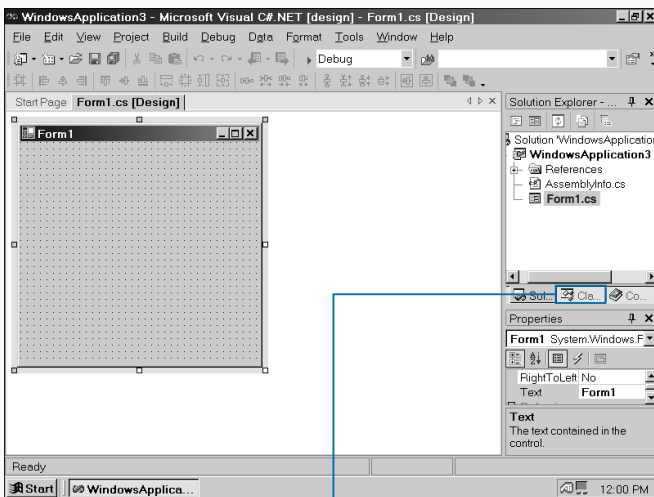 WindowsApplication3 - Microsoft Visual C#.NET [design] - Form1.cs [Design]
File Edit View Project Build Debug Data Format Tools Window Help
Debug
Start Page Form1.cs [Design]
Form1
Solution Explorer - ...
Solution 'WindowsApplication
WindowsApplication3
References
AssemblyInfo.cs
Form1.cs
Sol... Cla... Co...
Properties
Form1 System.Windows.F
RightToLeft No
Text Form1
Text
The text contained in the
control.
Ready
Start WindowsApplica... 12:00 PM